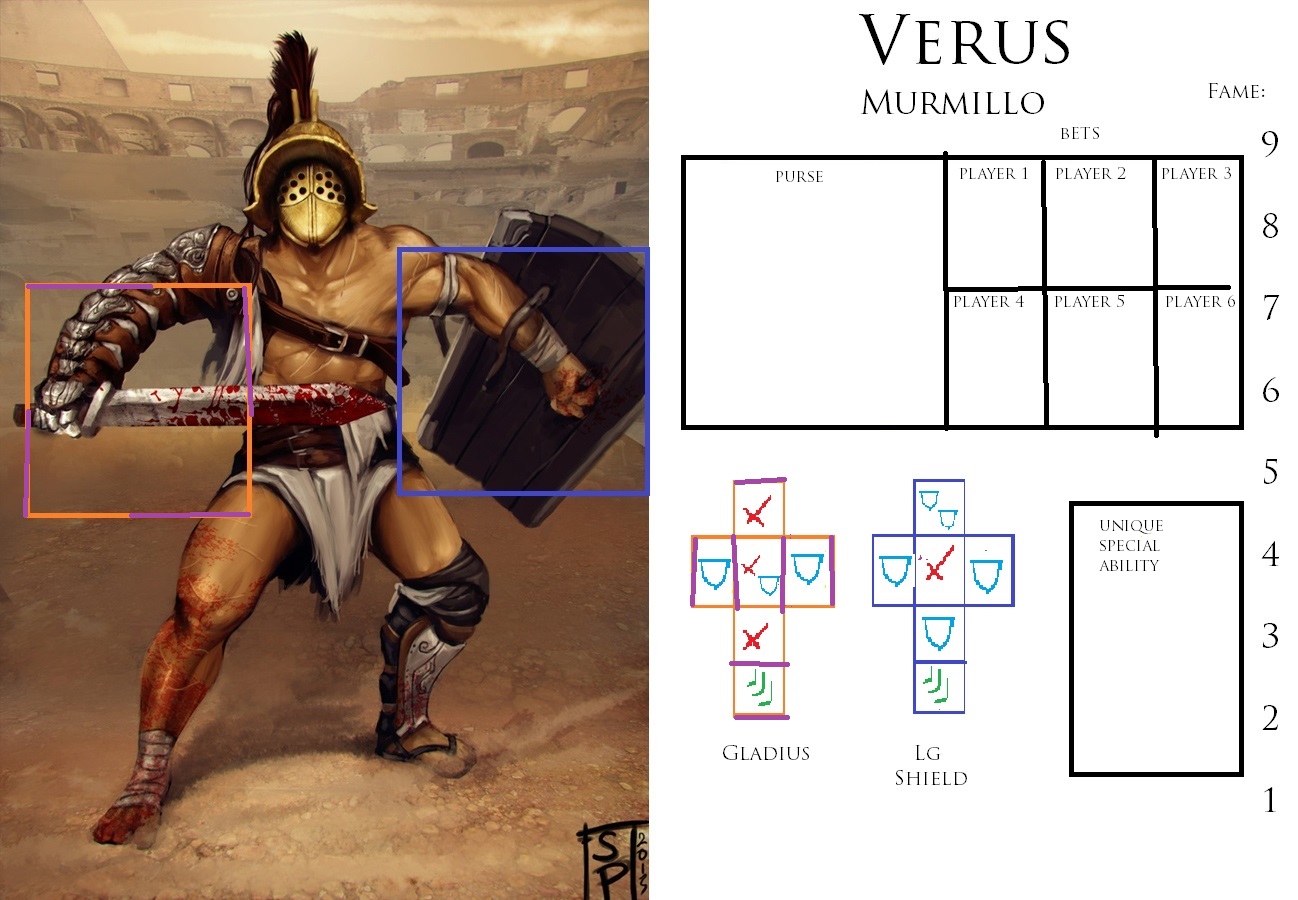 VERUS
MURMILLO
FAME:
BETS
PURSE
PLAYER 1
PLAYER 2
PLAYER 3
PLAYER 4
PLAYER 5
PLAYER 6
9
8
7
6
5
4
3
2
1
UNIQUE
SPECIAL
ABILITY
GLADIUS
LG
SHIELD
SP
2013